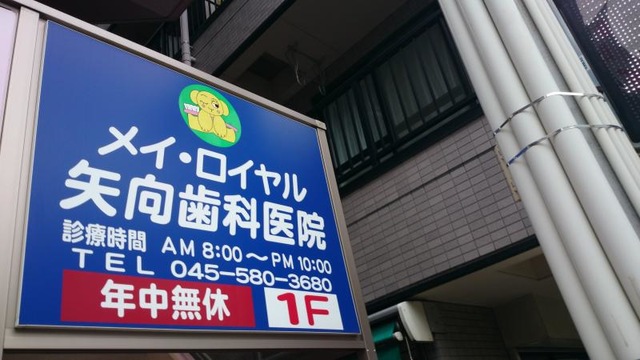 メイ・ロイヤル
矢向歯科医院
診療時間 AM 8:00～PM 10:00
TEL 045-580-3680
年中無休 1F